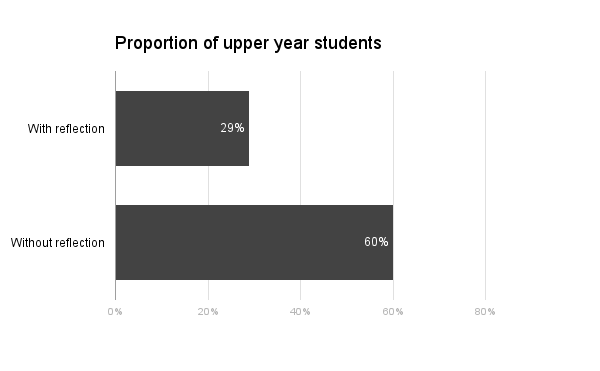 Proportion of upper year students
With reflection
29%
Without reflection
60%
0%
20%
40%
60%
80%